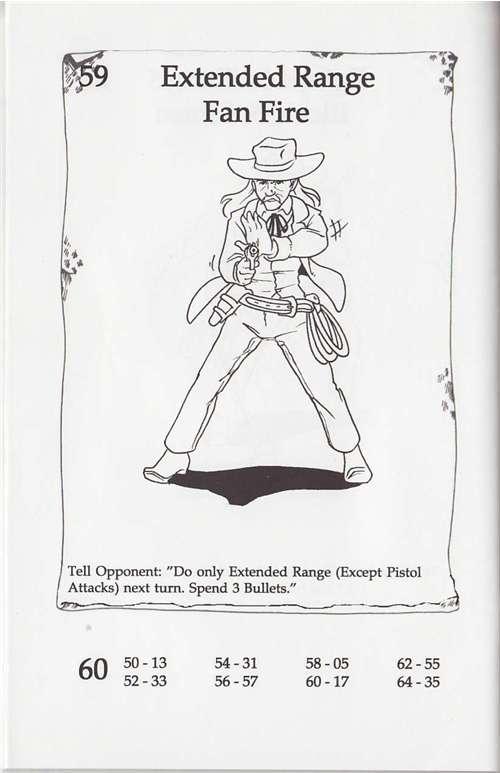 59 Extended Range
Fan Fire
Tell Opponent: "Do only Extended Range (Except Pistol
Attacks) next turn. Spend 3 Bullets."
60 50 - 13 54 - 31 58 - 05 62 - 55
52 - 33 56 - 57 60 - 17 64 - 35